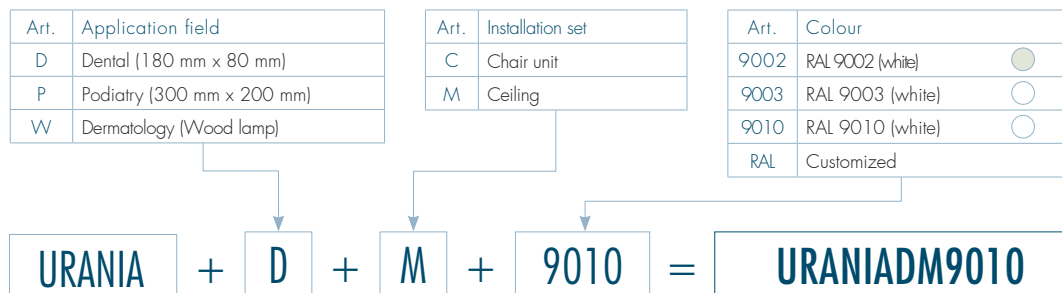 Art. Application field
D Dental (180 mm x 80 mm)
P Podiatry (300 mm x 200 mm)
W Dermatology (Wood lamp)
Art. Installation set
C Chair unit
M Ceiling
Art. Colour
9002 RAL 9002 (white)
9003 RAL 9003 (white)
9010 RAL 9010 (white)
RAL Customized
URANIA + D + M + 9010 = URANIADM9010